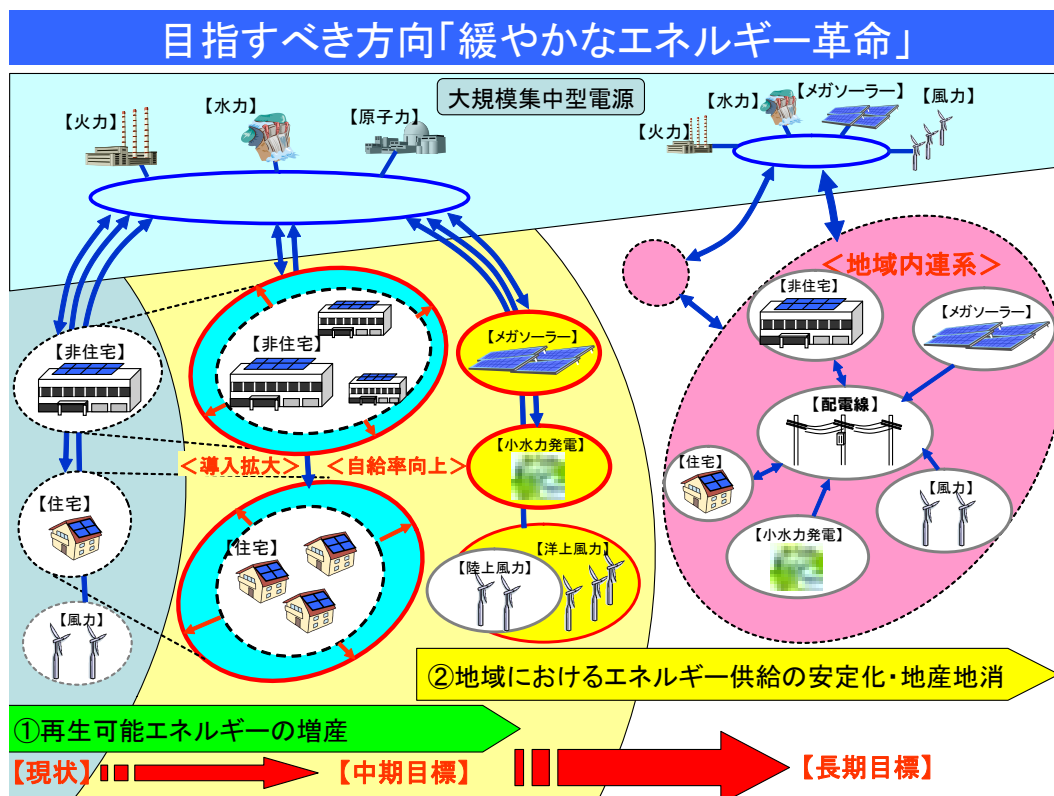 目指すべき方向「緩やかなエネルギー革命」
大規模集中型電源
【火力】
【水力】
【原子力】
【火力】
【水力】
【メガソーラー】
【風力】
【非住宅】
【住宅】
【風力】
【非住宅】
＜導入拡大＞
＜自給率向上＞
【住宅】
【メガソーラー】
【小水力発電】
【陸上風力】
【洋上風力】
＜地域内連系＞
【非住宅】
【メガソーラー】
【配電線】
【住宅】
【風力】
【小水力発電】
②地域におけるエネルギー供給の安定化・地産地消
①再生可能エネルギーの増産
【現状】
【中期目標】
【長期目標】